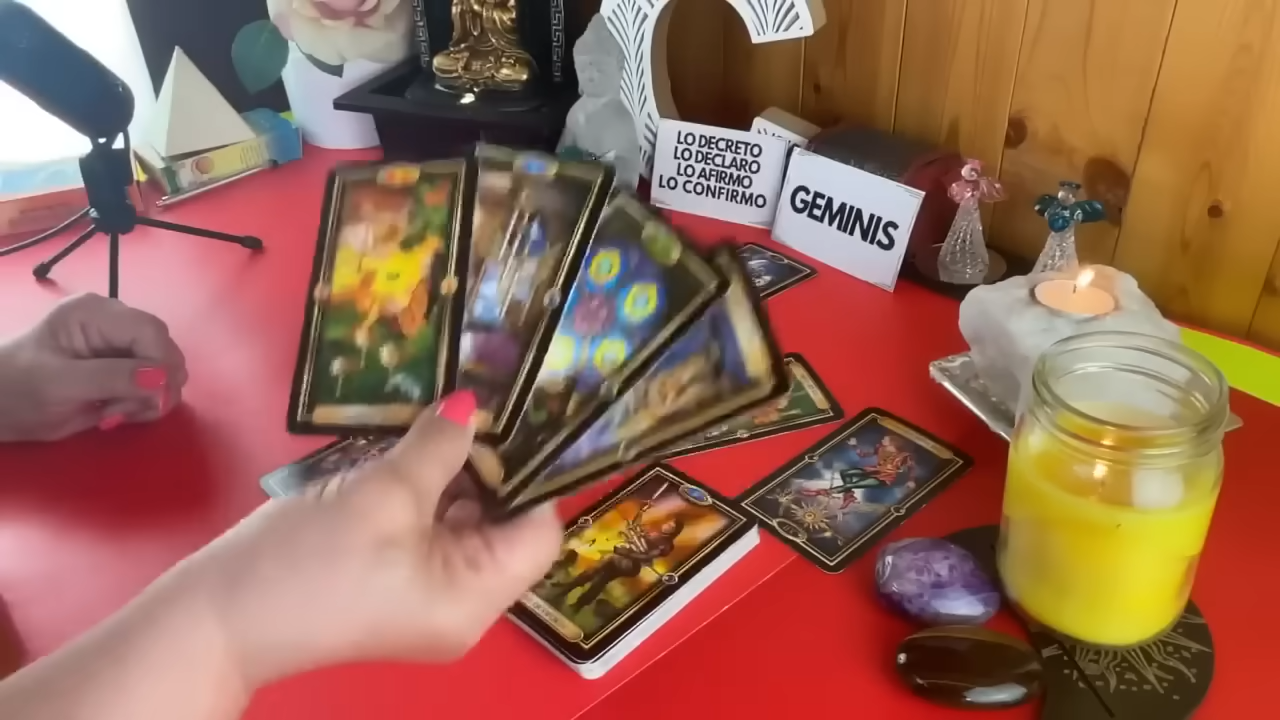 LO DECRETO
LO DECLARO
LO AFIRMO
LO CONFIRMO
GEMINIS